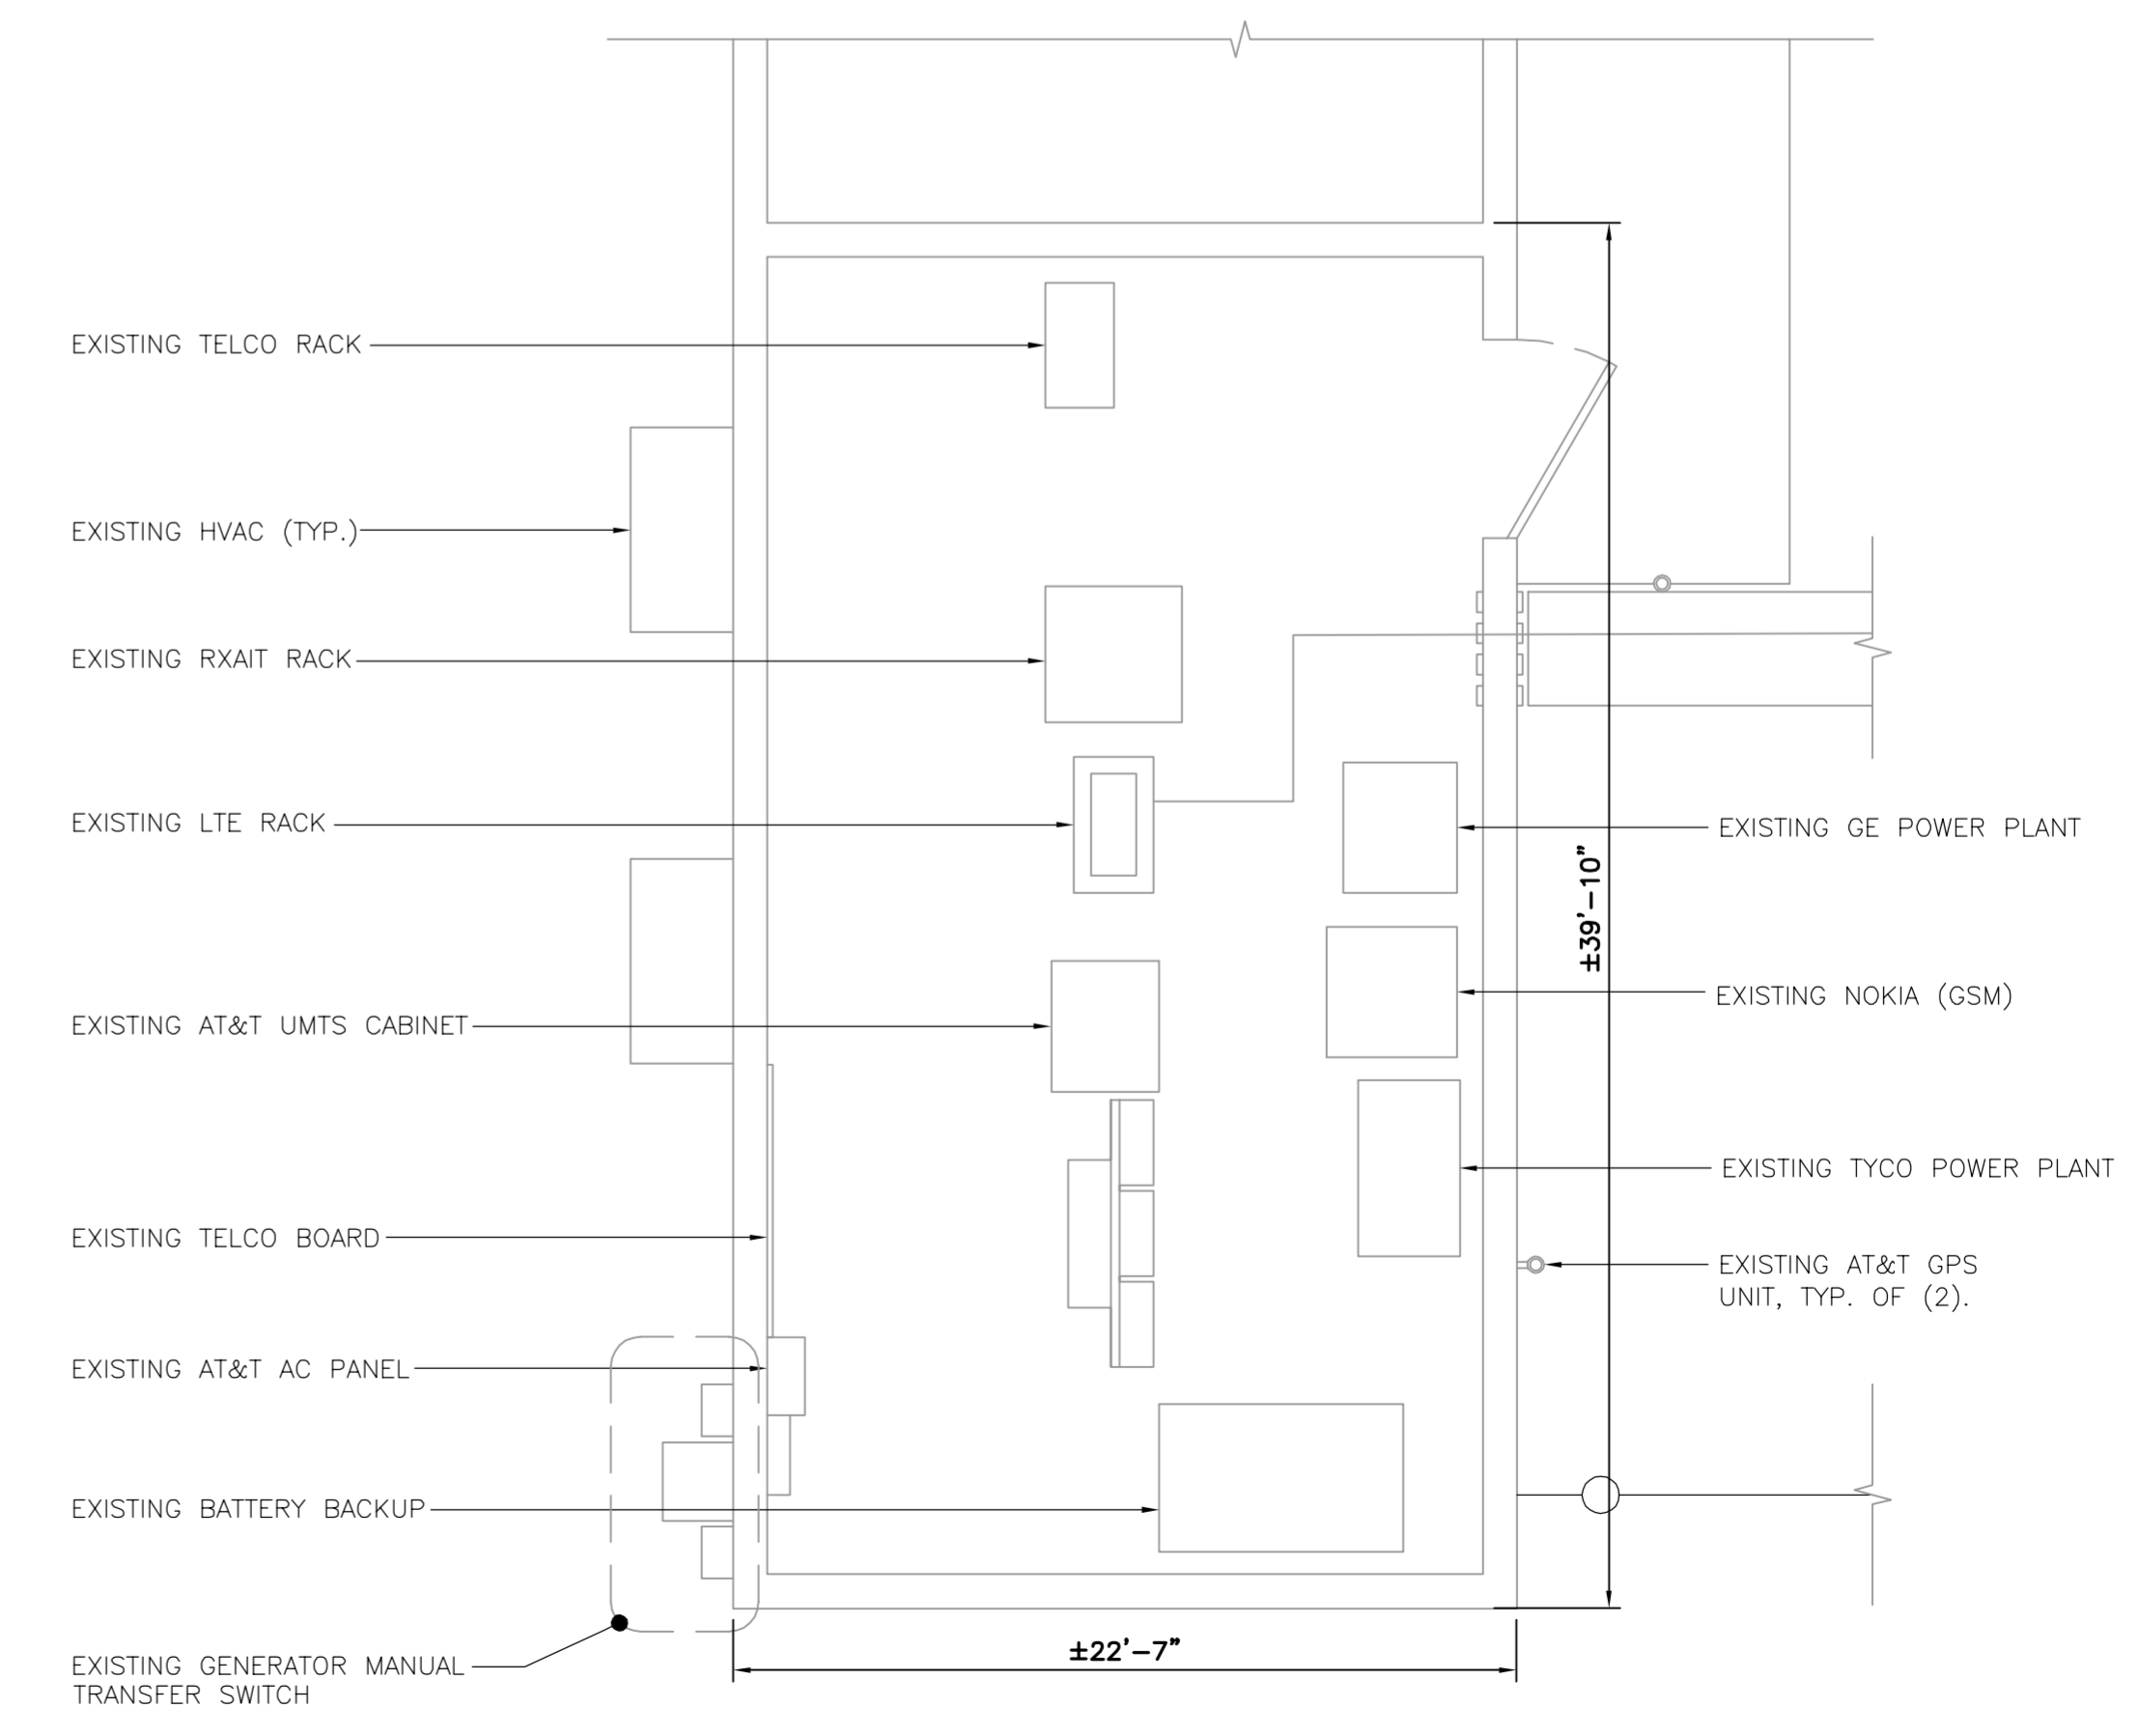 EXISTING TELCO RACK
EXISTING HVAC (TYP.)
EXISTING RXAIT RACK
EXISTING LTE RACK
EXISTING AT&T UMTS CABINET
EXISTING TELCO BOARD
EXISTING AT&T AC PANEL
EXISTING BATTERY BACKUP
EXISTING GENERATOR MANUAL
TRANSFER SWITCH
±22'-7"
±39'-10"
EXISTING GE POWER PLANT
EXISTING NOKIA (GSM)
EXISTING TYCO POWER PLANT
EXISTING AT&T GPS
UNIT, TYP. OF (2).